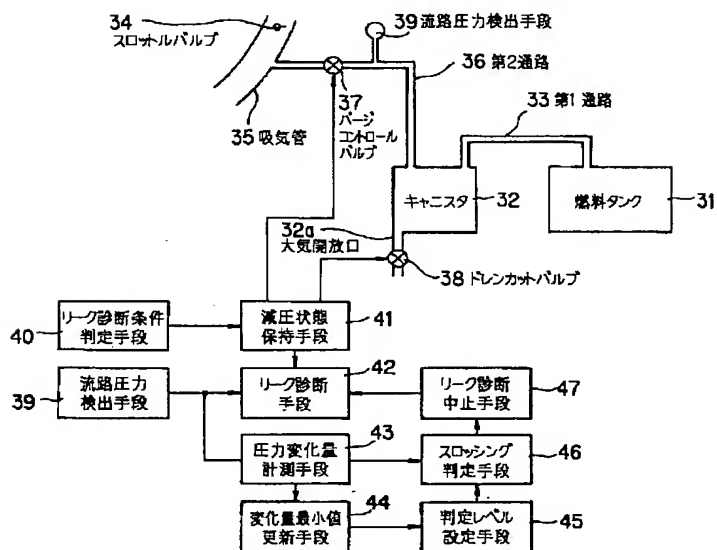 34
スロットルバルブ
39 流路圧力検出手段
36 第2通路
37
パージ
コントロール
バルブ
33 第1通路
35 吸気管
キャニスタ
32
燃料タンク
31
32a
大気開放口
38 ドレンカットバルブ
リーク診断条件
判定手段
40
減圧状態
保持手段
41
流路圧力
検出手段
39
リーク診断
手段
42
リーク診断
中止手段
47
圧力変化量
計測手段
43
スロッシング
判定手段
46
変化量最小値
更新手段
44
判定レベル
設定手段
45